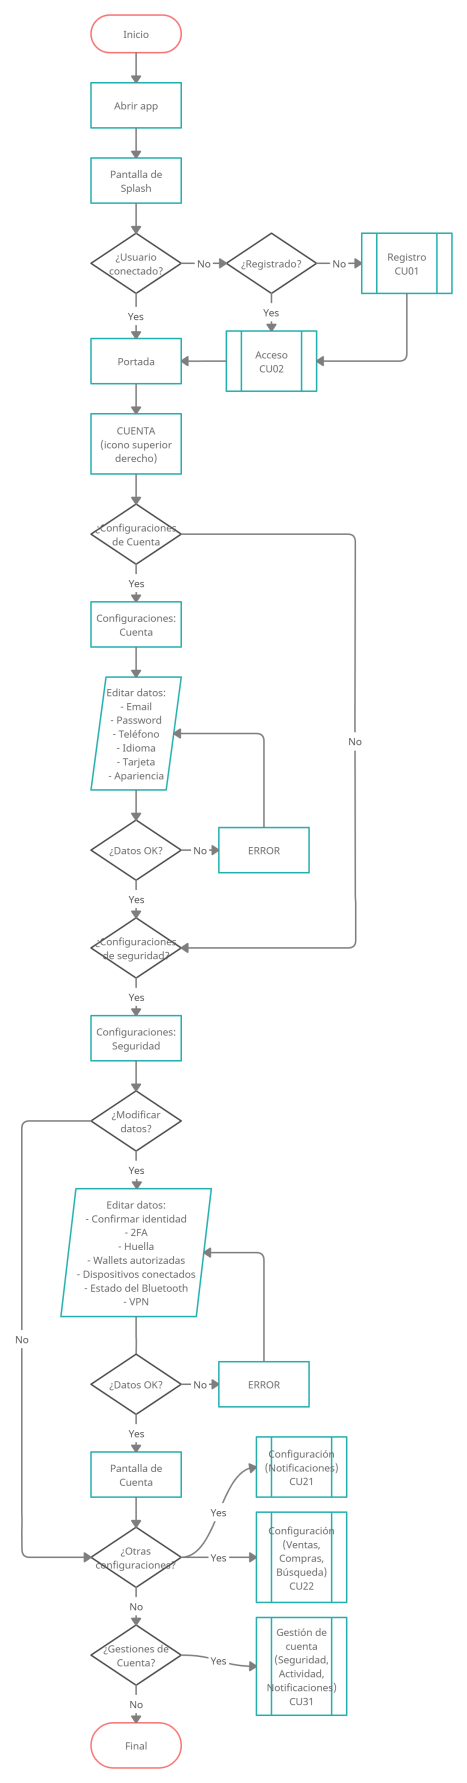 Inicio
Abrir app
Pantalla de
Splash
¿Usuario
conectado?
No
¿Registrado?
No
Registro
CU01
Yes
Yes
Portada
Acceso
CU02
CUENTA
(icono superior
derecho)
¿Configuraciones
de Cuenta
Yes
Configuraciones:
Cuenta
Editar datos:
- Email
- Password
- Teléfono
- Idioma
- Tarjeta
- Apariencia
No
¿Datos OK?
No
ERROR
Yes
¿Configuraciones
de seguridad?
Yes
Configuraciones:
Seguridad
¿Modificar
datos?
Yes
Editar datos:
- Confirmar identidad
- 2FA
- Huella
- Wallets autorizadas
- Dispositivos conectados
- Estado del Bluetooth
- VPN
No
¿Datos OK?
No
ERROR
Yes
Pantalla de
Cuenta
Configuración
(Notificaciones)
CU21
Yes
¿Otras
configuraciones?
Yes
Configuración
(Ventas,
Compras,
Búsqueda)
CU22
No
¿Gestiones de
Cuenta?
Yes
Gestión de
cuenta
(Seguridad,
Actividad,
Notificaciones)
CU31
No
Final